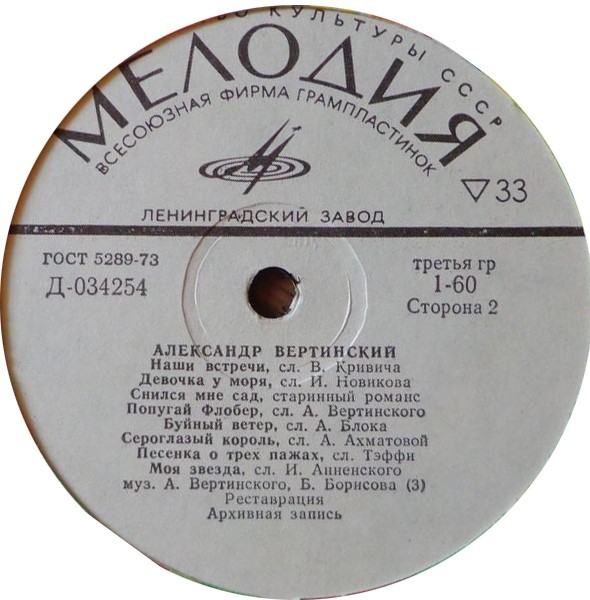 КУЛЬТУРЫ СССР
МЕЛОДИЯ
ВСЕСОЮЗНАЯ ФИРМА ГРАМПЛАСТИНОК
33
ЛЕНИНГРАДСКИЙ ЗАВОД
ГОСТ 5289-73
Д-034254
третья гр
1-60
Сторона 2
АЛЕКСАНДР ВЕРТИНСКИЙ
Наши встречи, сл. В. Кривича
Девочка у моря, сл. И. Новикова
Снился мне сад, старинный романс
Попугай Флобер, сл. А. Вертинского
Буйный ветер, сл. А. Блока
Сероглазый король, сл. А. Ахматовой
Песенка о трех пажах, сл. Тэффи
Моя звезда, сл. И. Анненского
муз. А. Вертинского, Б. Борисова (3)
Реставрация
Архивная запись